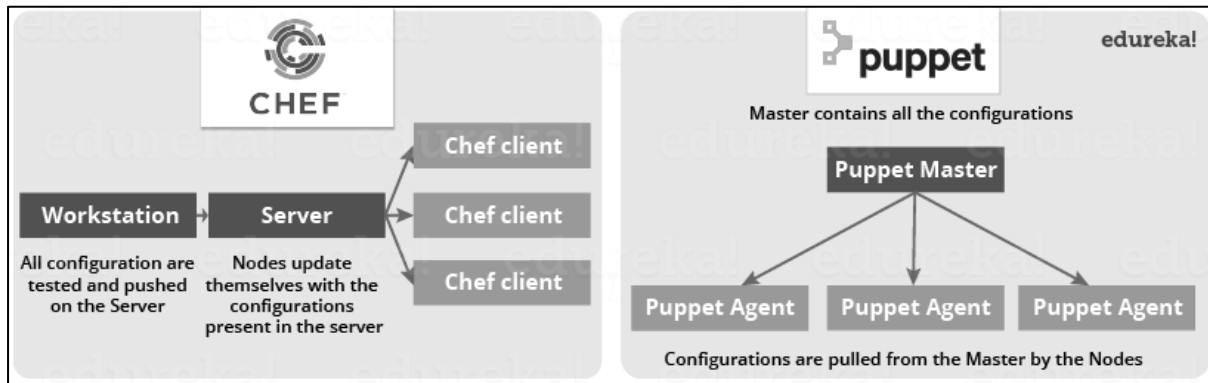 CHEF
Workstation
Server
Chef client
Chef client
Chef client
All configuration are
tested and pushed
on the Server
Nodes update
themselves with the
configurations
present in the server
puppet
edureka!
Master contains all the configurations
Puppet Master
Puppet Agent
Puppet Agent
Puppet Agent
Configurations are pulled from the Master by the Nodes